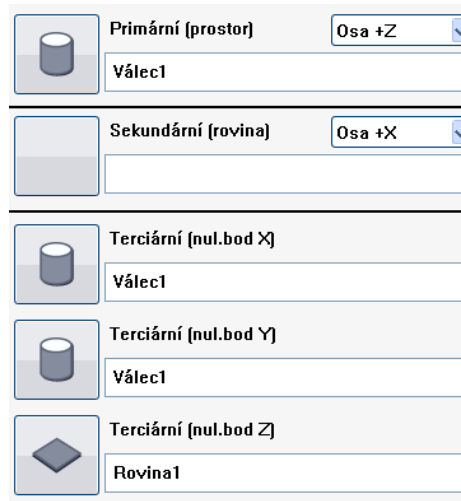 Primární (prostor) Osa +Z
Válec1
Sekundární (rovina) Osa +X
Terciární (nul.bod X)
Válec1
Terciární (nul.bod Y)
Válec1
Terciární (nul.bod Z)
Rovina1